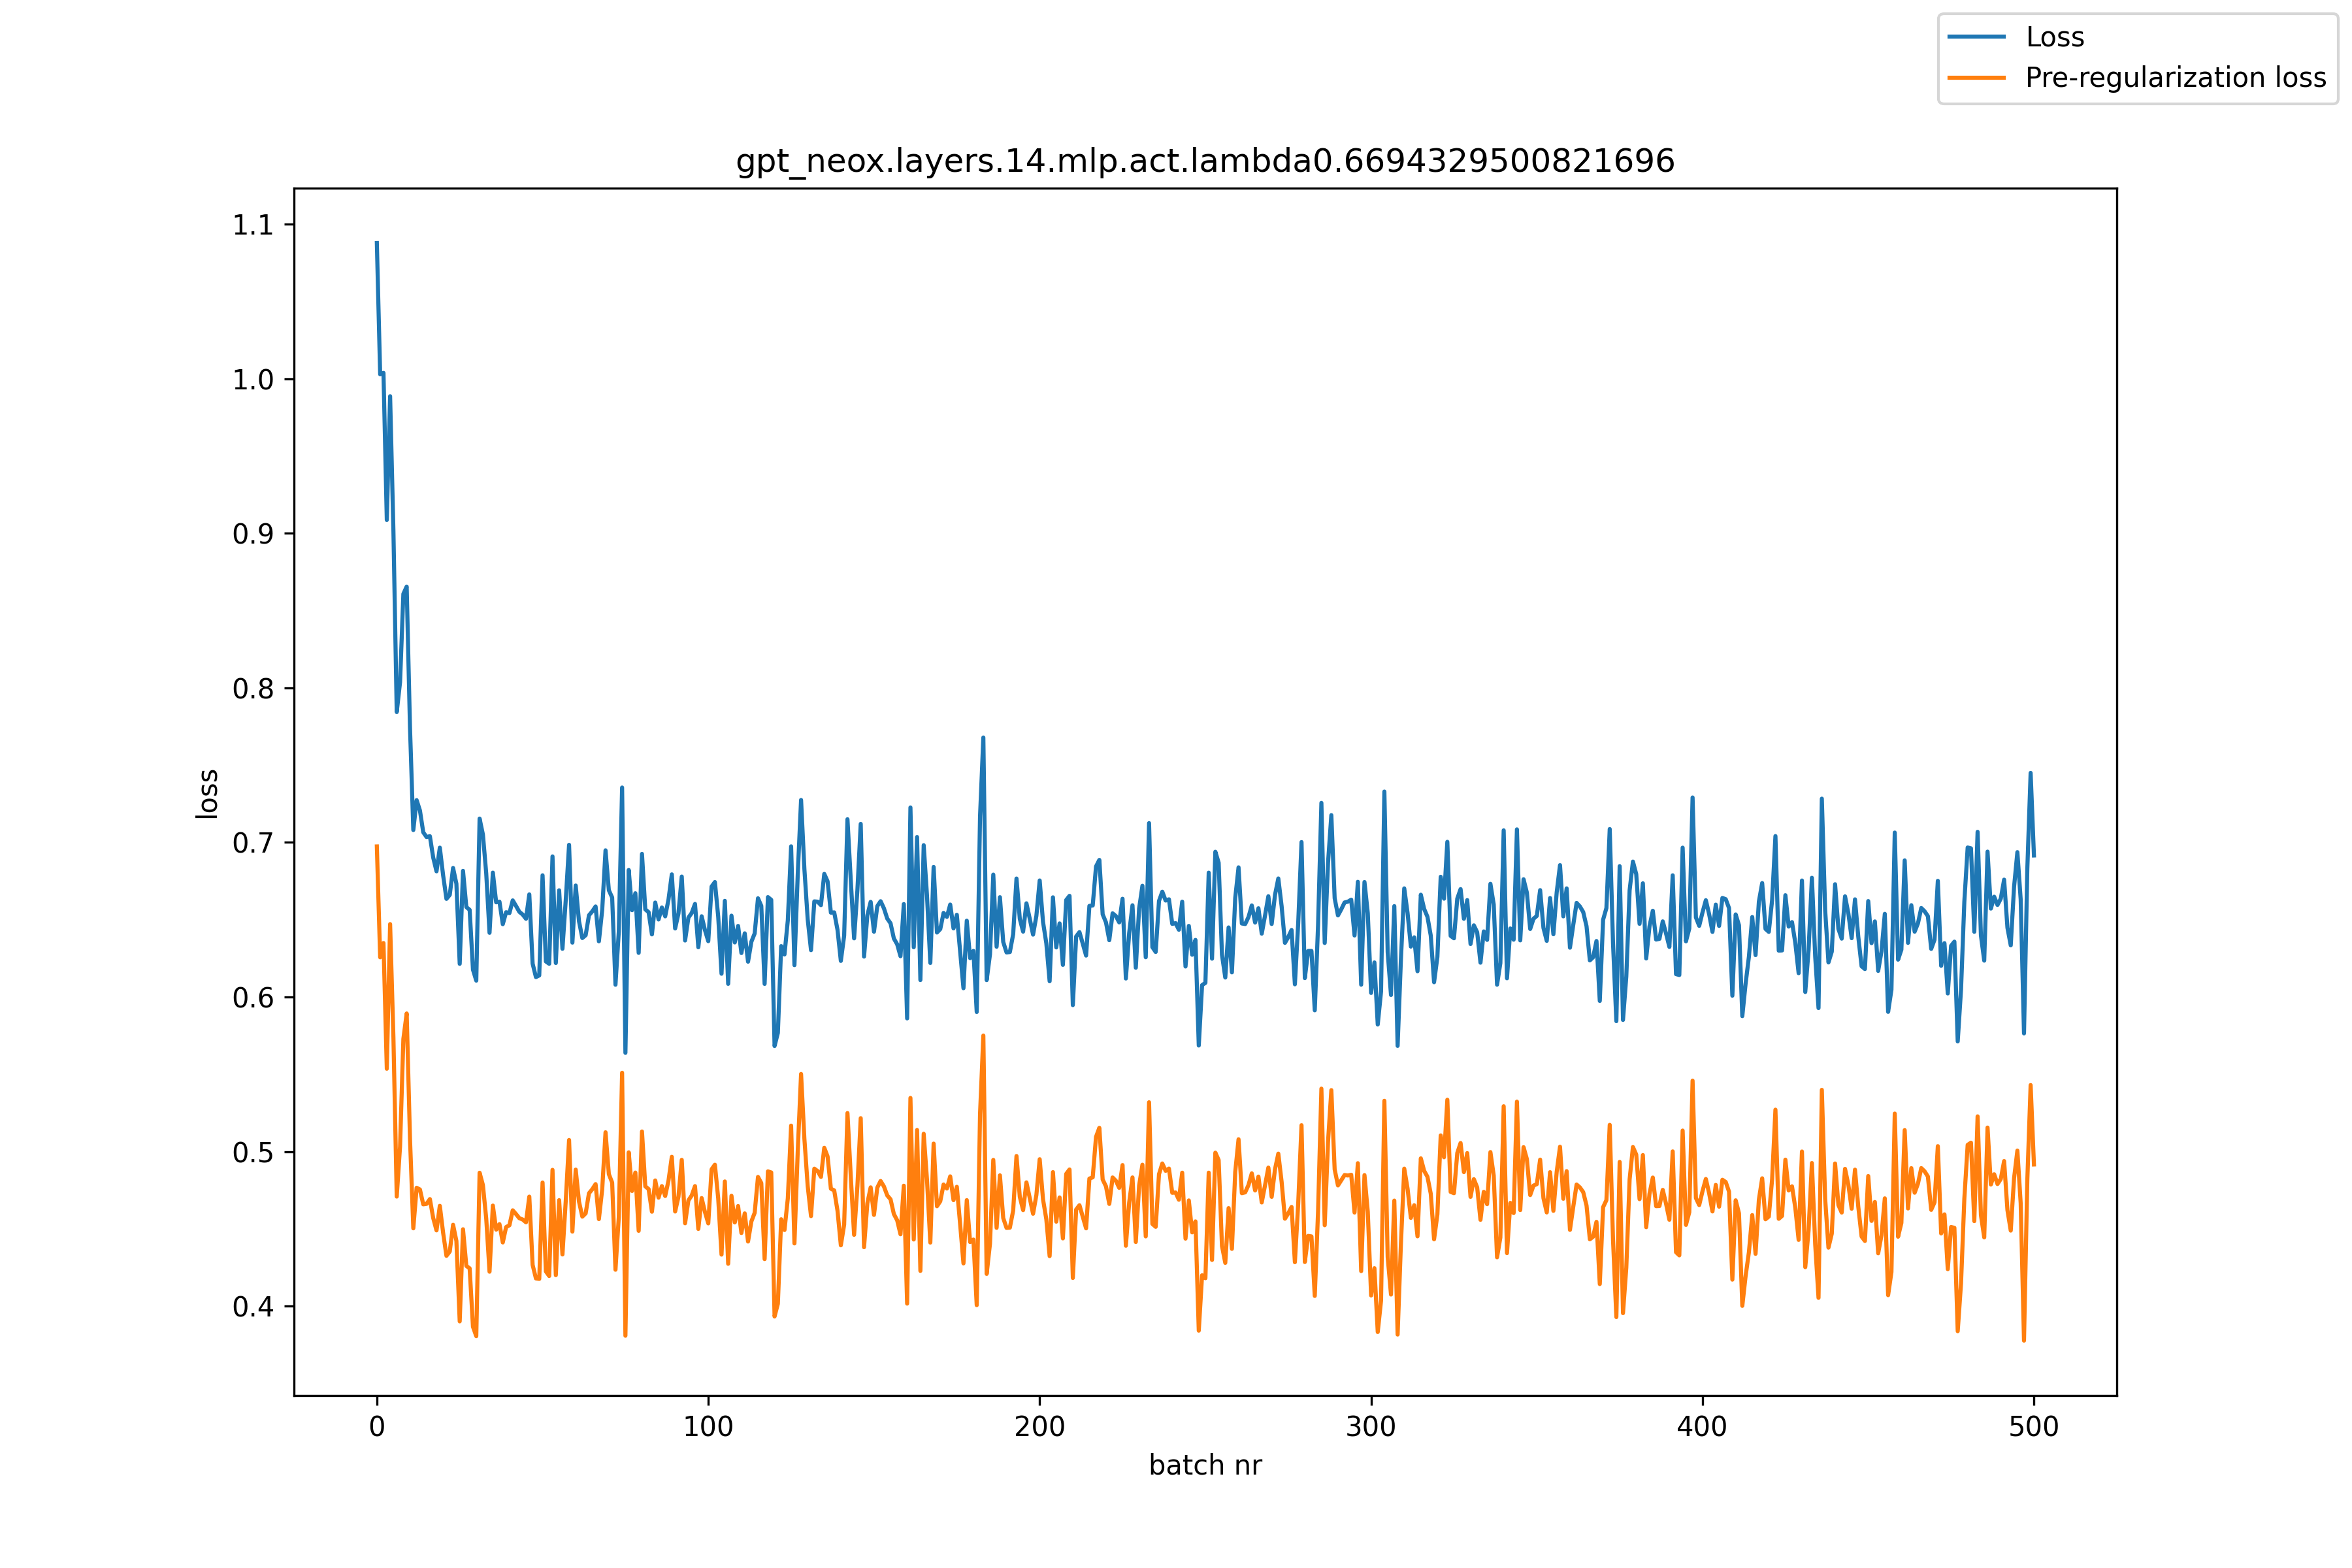 Loss
Pre-regularization loss
gpt_neox.layers.14.mlp.act.lambda0.6694329500821696
1.1
1.0
0.9
0.8
0.7
0.6
0.5
0.4
loss
0 100 200 300 400 500
batch nr